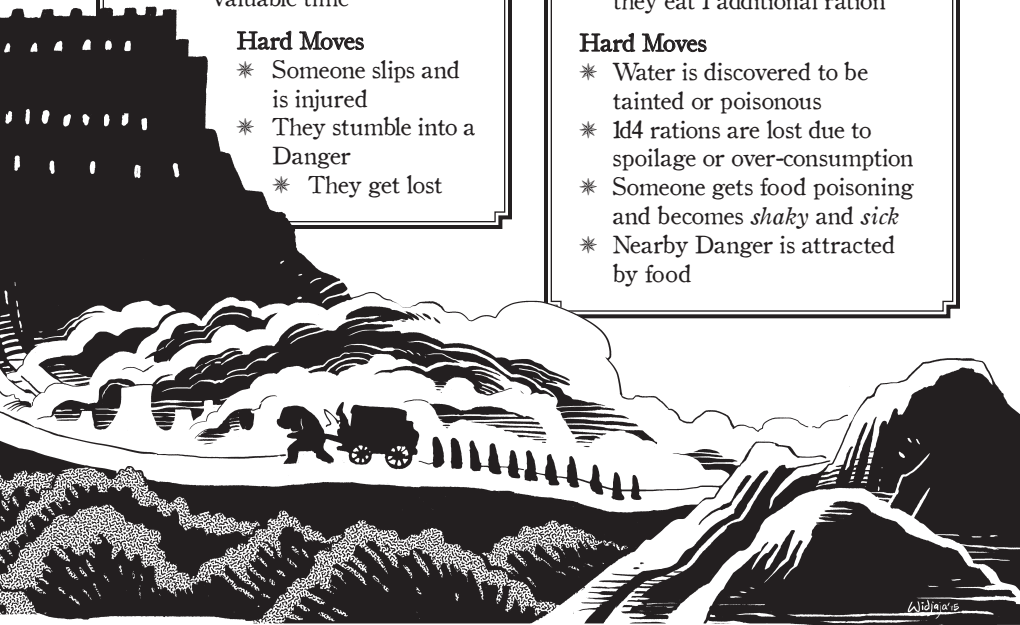 valuable time
Hard Moves
Someone slips and
is injured
They stumble into a
Danger
They get lost
they eat 1 additional ration
Hard Moves
Water is discovered to be
tainted or poisonous
1d4 rations are lost due to
spoilage or over-consumption
Someone gets food poisoning
and becomes shaky and sick
Nearby Danger is attracted
by food
Widjaja'15